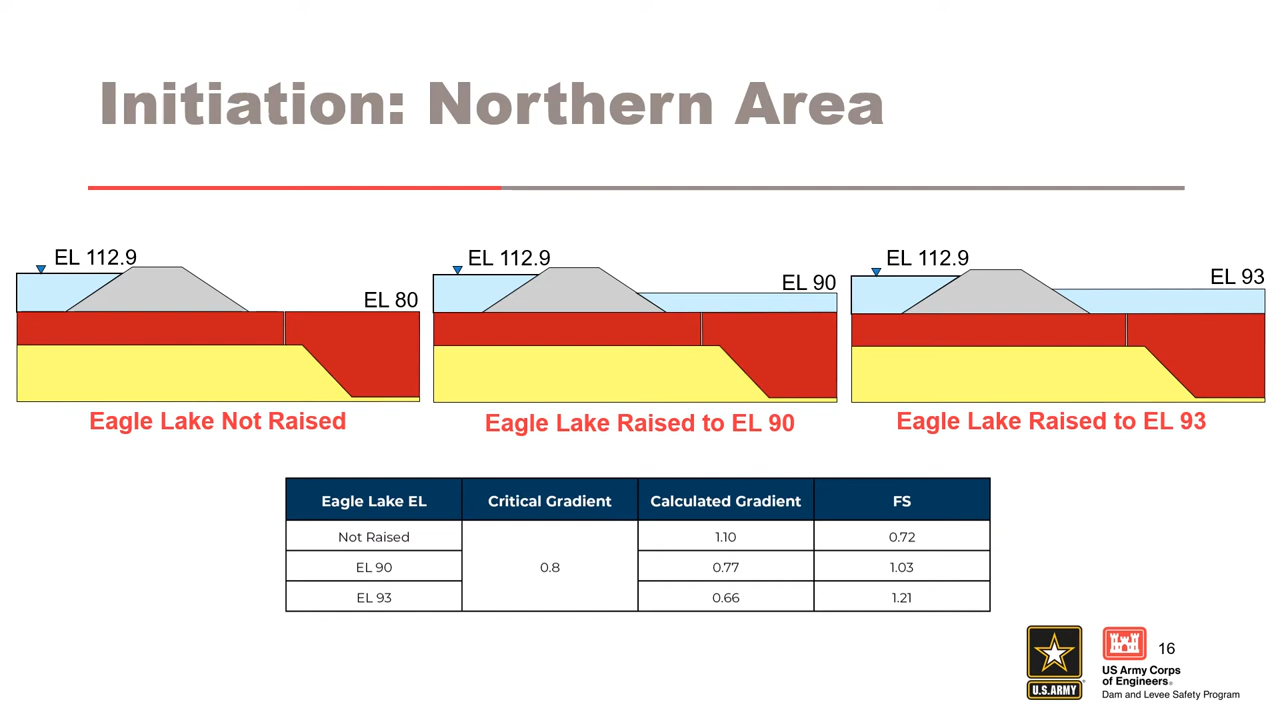 Initiation: Northern Area
EL 112.9
EL 80
EL 112.9
EL 90
EL 112.9
EL 93
Eagle Lake Not Raised
Eagle Lake Raised to EL 90
Eagle Lake Raised to EL 93
Eagle Lake EL Critical Gradient Calculated Gradient FS
Not Raised 1.10 0.72
EL 90 0.8 0.77 1.03
EL 93 0.66 1.21
U.S.ARMY
US Army Corps
of Engineers®
Dam and Levee Safety Program
16